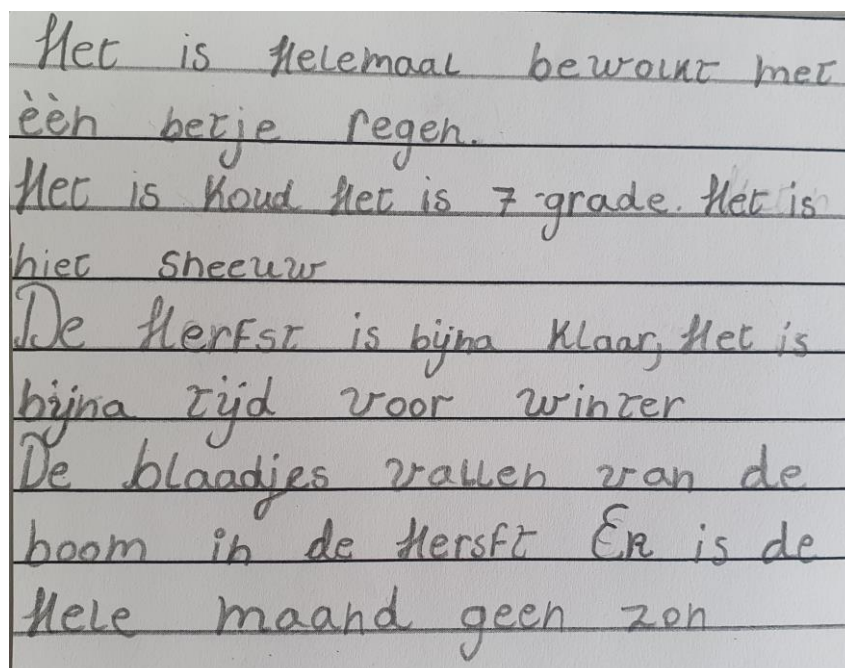 Het is Helemaal bewolkt met
èèn betje regen.
Het is Koud Het is 7 grade. Het is
niet sneeuw
De Herfst is bijna Klaar, Het is
bijna tijd voor winter
De blaadjes vallen van de
boom in de Hersft ER is de
Hele maand geen zon